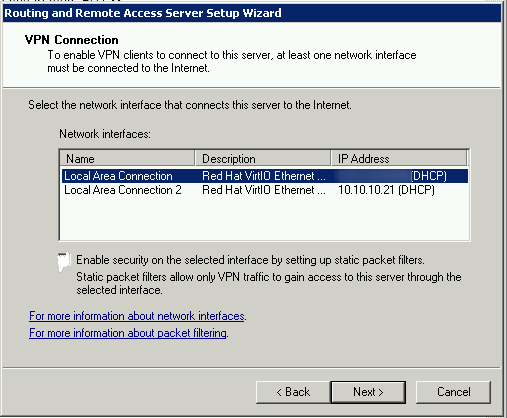 Routing and Remote Access Server Setup Wizard
VPN Connection
To enable VPN clients to connect to this server, at least one network interface
must be connected to the Internet.
Select the network interface that connects this server to the Internet.
Network interfaces:
Name Description IP Address
Local Area Connection Red Hat VirtIO Ethernet ... (DHCP)
Local Area Connection 2 Red Hat VirtIO Ethernet ... 10.10.10.21 (DHCP)
Enable security on the selected interface by setting up static packet filters.
Static packet filters allow only VPN traffic to gain access to this server through the
selected interface.
For more information about network interfaces.
For more information about packet filtering.
< Back Next > Cancel